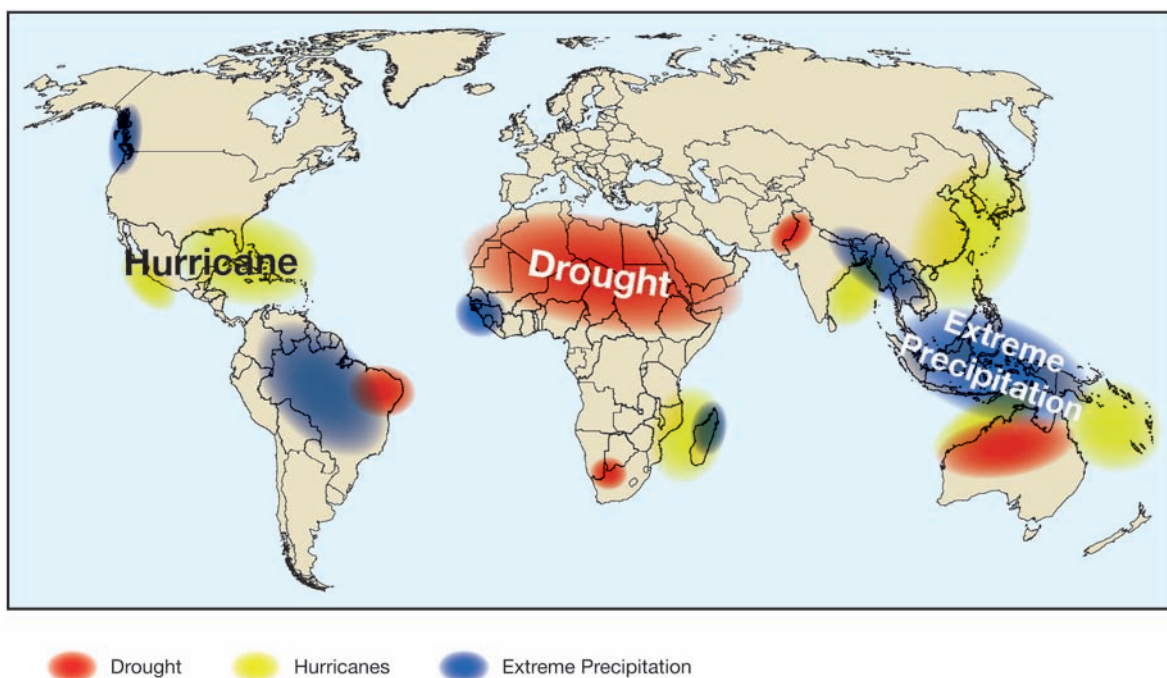 Hurricane
Drought
Extreme
Precipitation
Drought
Hurricanes
Extreme Precipitation